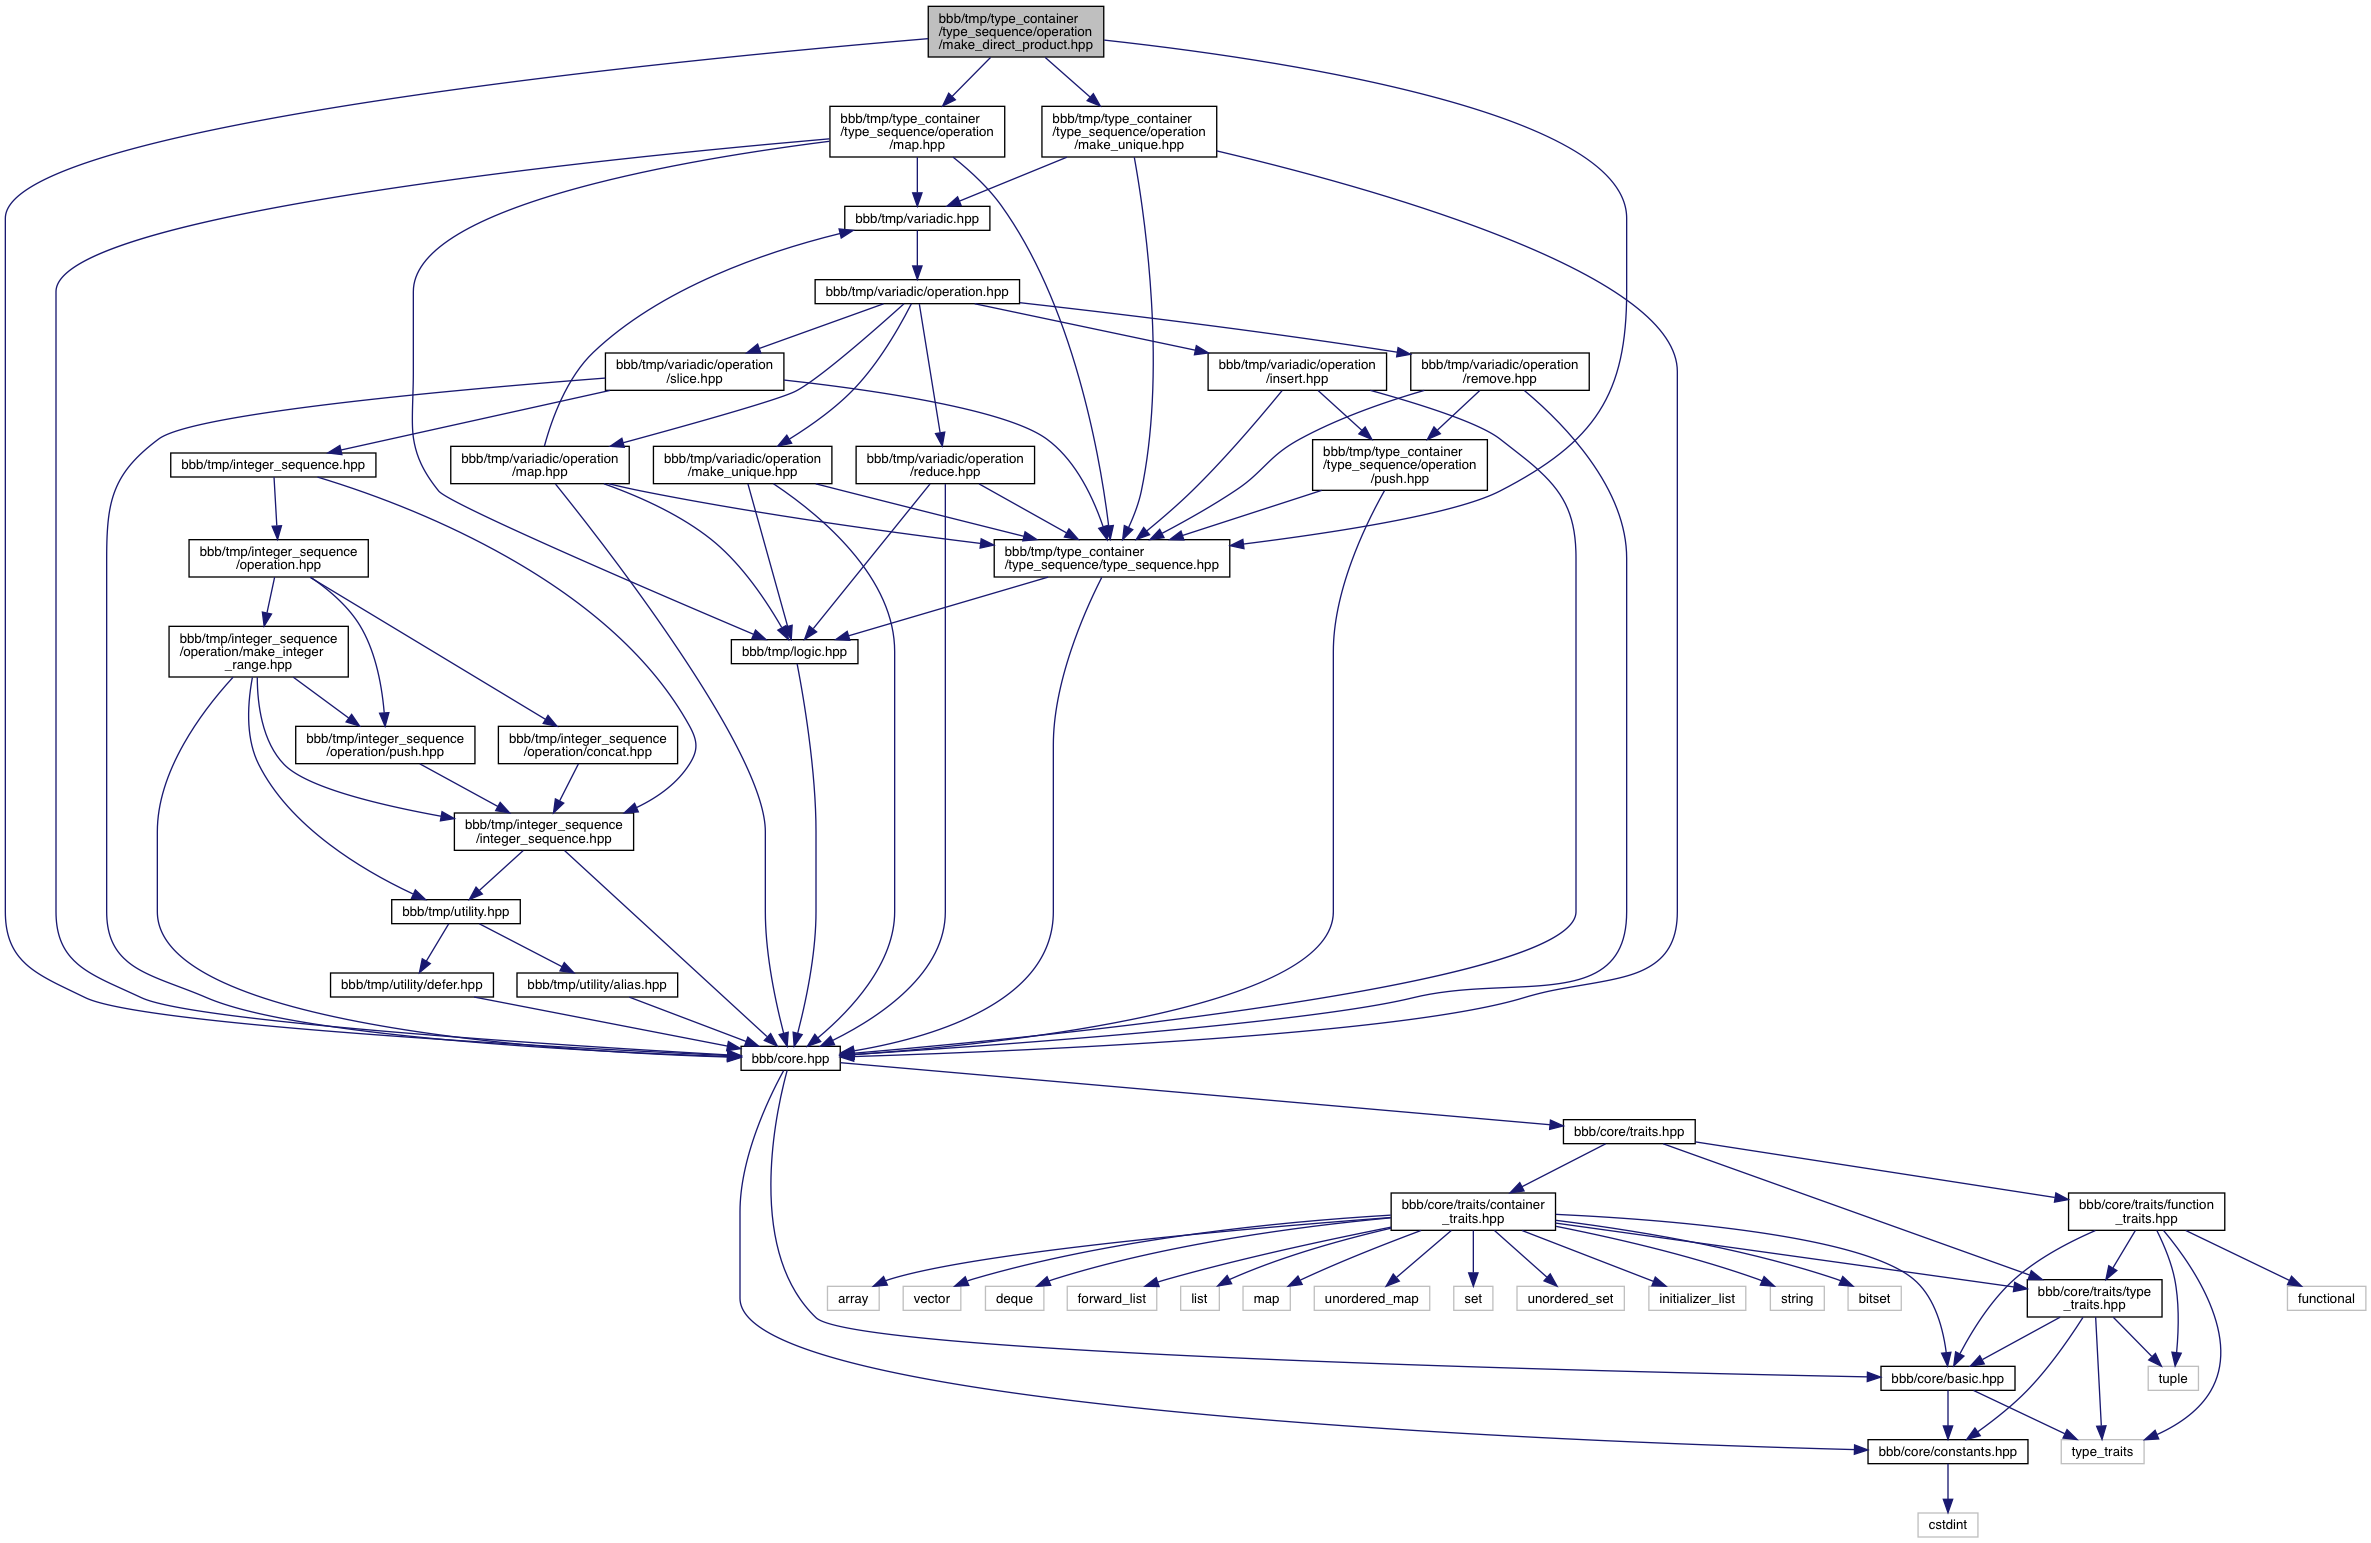 bbb/tmp/type_container
/type_sequence/operation
/make_direct_product.hpp
bbb/tmp/type_container
/type_sequence/operation
/map.hpp
bbb/tmp/type_container
/type_sequence/operation
/make_unique.hpp
bbb/tmp/variadic.hpp
bbb/tmp/variadic/operation.hpp
bbb/tmp/variadic/operation
/slice.hpp
bbb/tmp/variadic/operation
/insert.hpp
bbb/tmp/variadic/operation
/remove.hpp
bbb/tmp/integer_sequence.hpp
bbb/tmp/variadic/operation
/map.hpp
bbb/tmp/variadic/operation
/make_unique.hpp
bbb/tmp/variadic/operation
/reduce.hpp
bbb/tmp/type_container
/type_sequence/operation
/push.hpp
bbb/tmp/integer_sequence
/operation.hpp
bbb/tmp/type_container
/type_sequence/type_sequence.hpp
bbb/tmp/integer_sequence
/operation/make_integer
_range.hpp
bbb/tmp/logic.hpp
bbb/tmp/integer_sequence
/operation/push.hpp
bbb/tmp/integer_sequence
/operation/concat.hpp
bbb/tmp/integer_sequence
/integer_sequence.hpp
bbb/tmp/utility.hpp
bbb/tmp/utility/defer.hpp
bbb/tmp/utility/alias.hpp
bbb/core.hpp
bbb/core/traits.hpp
bbb/core/traits/container
_traits.hpp
bbb/core/traits/function
_traits.hpp
array
vector
deque
forward_list
list
map
unordered_map
set
unordered_set
initializer_list
string
bitset
bbb/core/traits/type
_traits.hpp
functional
bbb/core/basic.hpp
tuple
bbb/core/constants.hpp
type_traits
cstdint